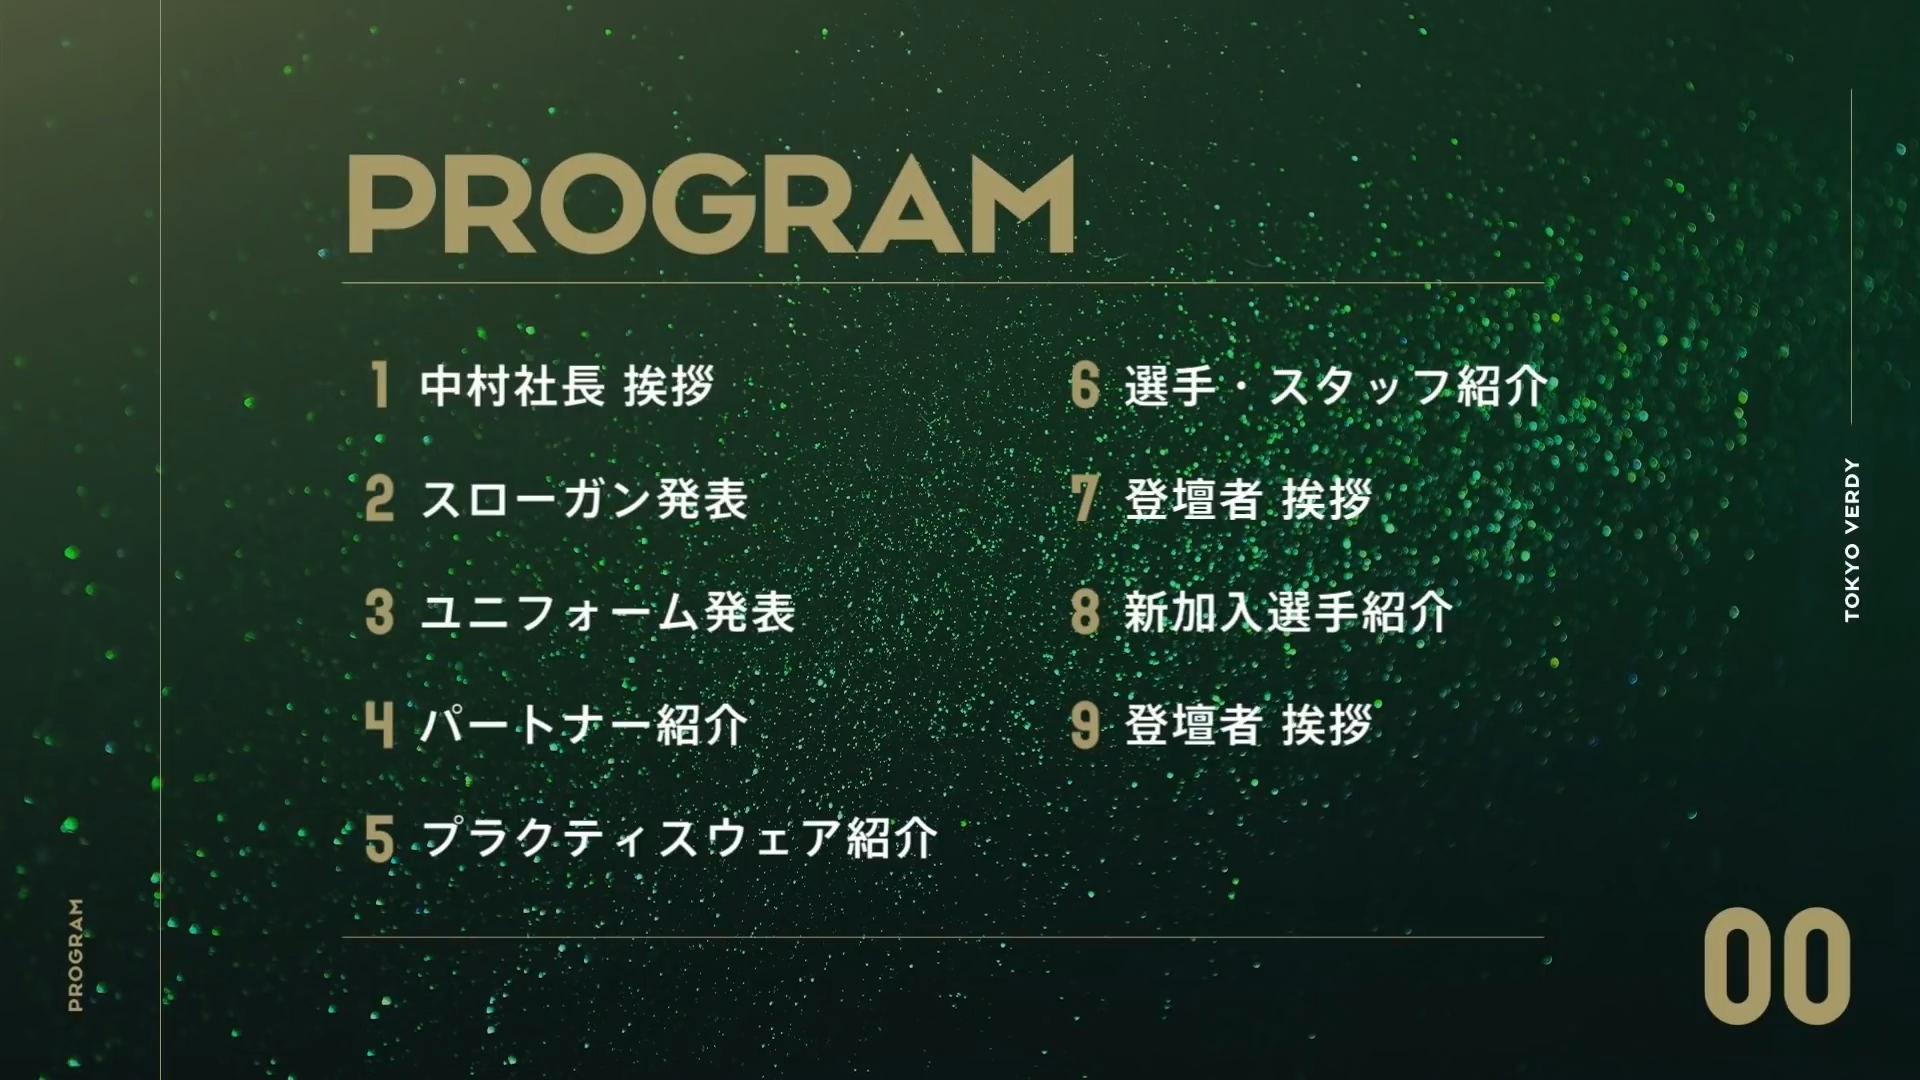 PROGRAM
1 中村社長 挨拶
2 スローガン発表
3 ユニフォーム発表
4 パートナー紹介
5 プラクティスウェア紹介
6 選手・スタッフ紹介
7 登壇者 挨拶
8 新加入選手紹介
9 登壇者 挨拶
TOKYO VERDY
PROGRAM
00